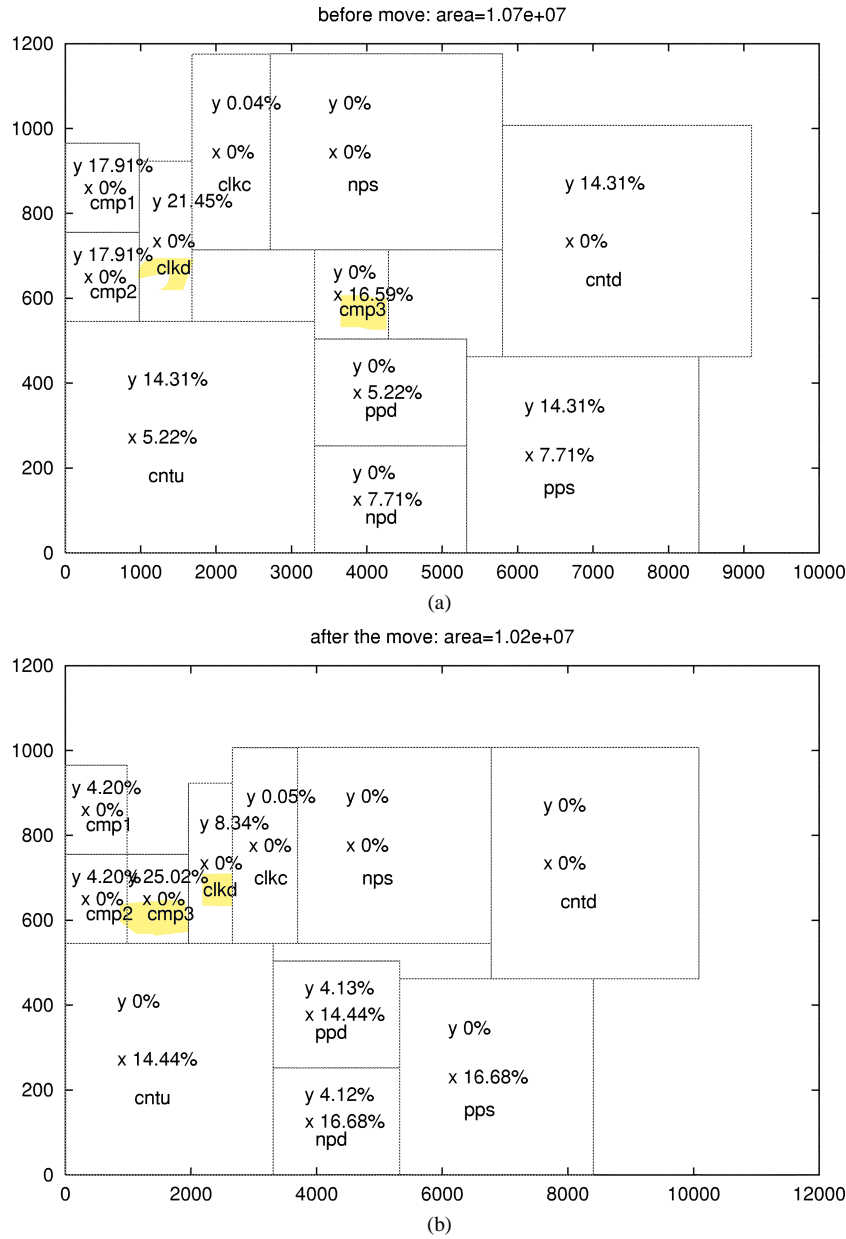 before move: area=1.07e+07
1200
1000
800
600
400
200
0
y 17.91%
x 0%
cmp1
y 17.91%
x 0%
cmp2
y 21.45%
x 0%
clkd
y 0.04%
x 0%
clkc
y 0%
x 0%
nps
y 14.31%
x 0%
cntd
y 0%
x 16.59%
cmp3
y 14.31%
x 5.22%
cntu
y 0%
x 5.22%
ppd
y 0%
x 7.71%
npd
y 14.31%
x 7.71%
pps
0 1000 2000 3000 4000 5000 6000 7000 8000 9000 10000
(a)
after the move: area=1.02e+07
1200
1000
800
600
400
200
0
y 4.20%
x 0%
cmp1
y 4.20%
x 0%
cmp2
y 25.02%
x 0%
cmp3
y 8.34%
x 0%
clkd
y 0.05%
x 0%
clkc
y 0%
x 0%
nps
y 0%
x 0%
cntd
y 0%
x 14.44%
cntu
y 4.13%
x 14.44%
ppd
y 4.12%
x 16.68%
npd
y 0%
x 16.68%
pps
0 2000 4000 6000 8000 10000 12000
(b)